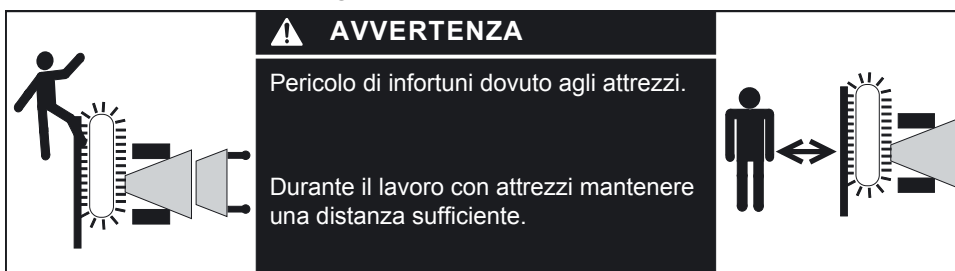 AVVERTENZA
Pericolo di infortuni dovuto agli attrezzi.
Durante il lavoro con attrezzi mantenere
una distanza sufficiente.